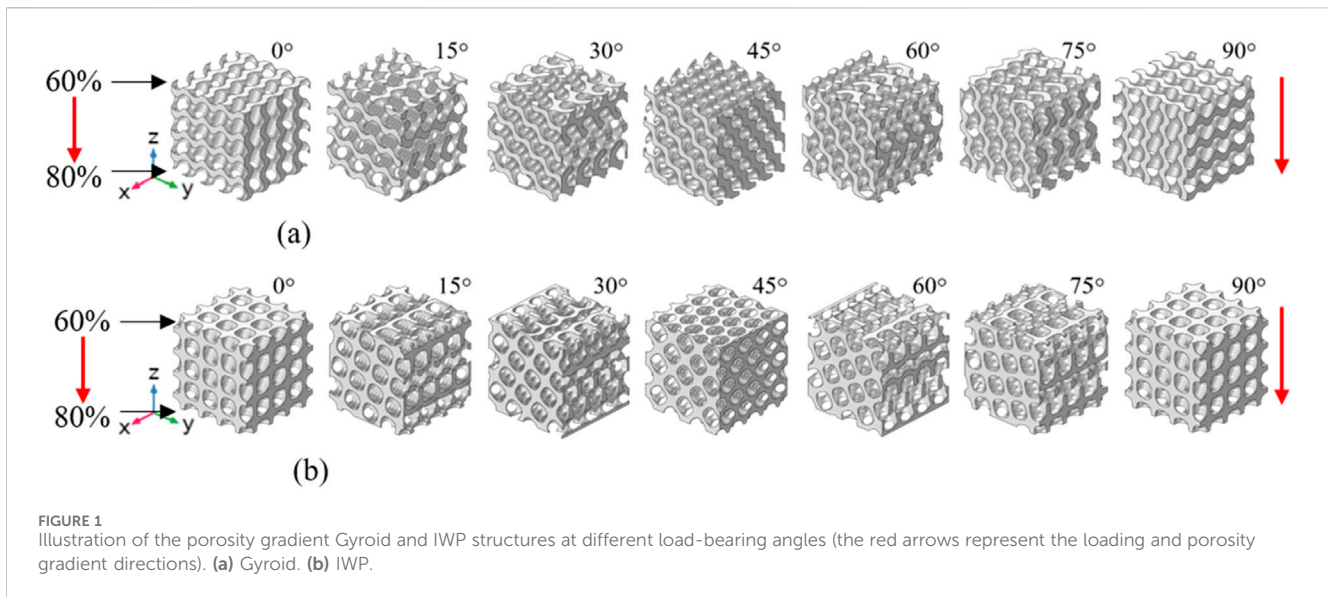 0° 15° 30° 45° 60° 75° 90°
60%
80%
z
x y
(a)
0° 15° 30° 45° 60° 75° 90°
60%
80%
z
x y
(b)
FIGURE 1
Illustration of the porosity gradient Gyroid and IWP structures at different load-bearing angles (the red arrows represent the loading and porosity
gradient directions). (a) Gyroid. (b) IWP.